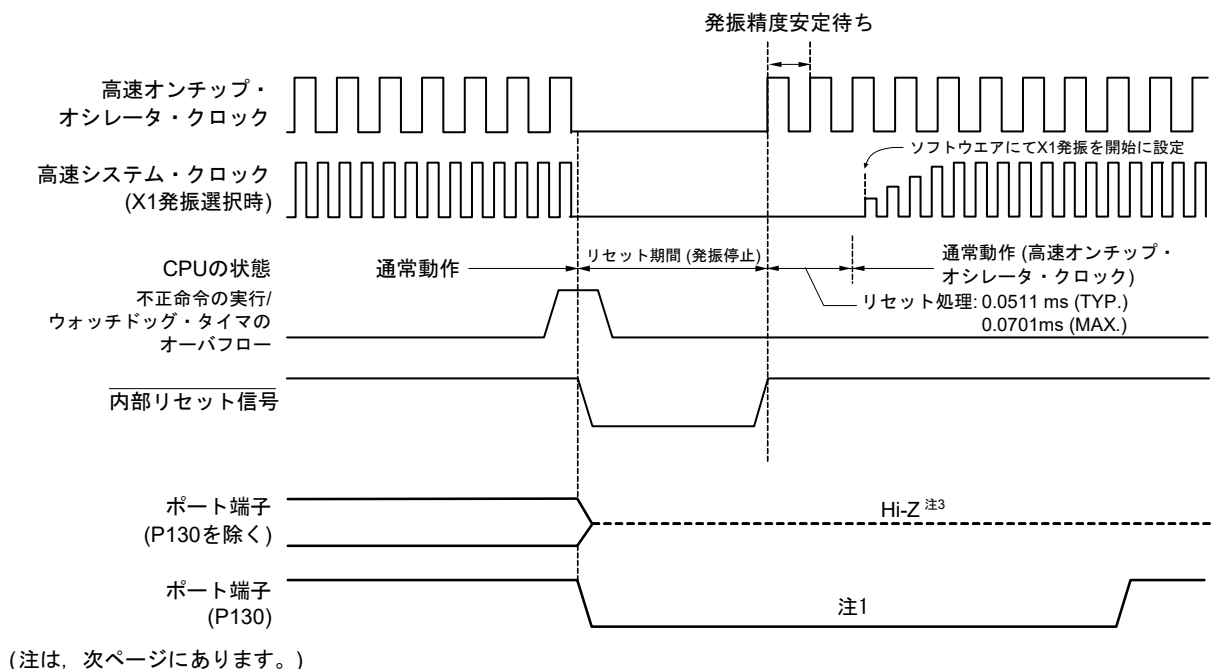 発振精度安定待ち
高速オンチップ・
オシレータ・クロック
ソフトウエアにてX1発振を開始に設定
高速システム・クロック
(X1発振選択時)
CPUの状態
通常動作
リセット期間 (発振停止)
通常動作 (高速オンチップ・
オシレータ・クロック)
リセット処理: 0.0511 ms (TYP.)
0.0701ms (MAX.)
不正命令の実行/
ウォッチドッグ・タイマの
オーバフロー
内部リセット信号
ポート端子
(P130を除く)
Hi-Z 注3
ポート端子
(P130)
注1
(注は，次ページにあります。)